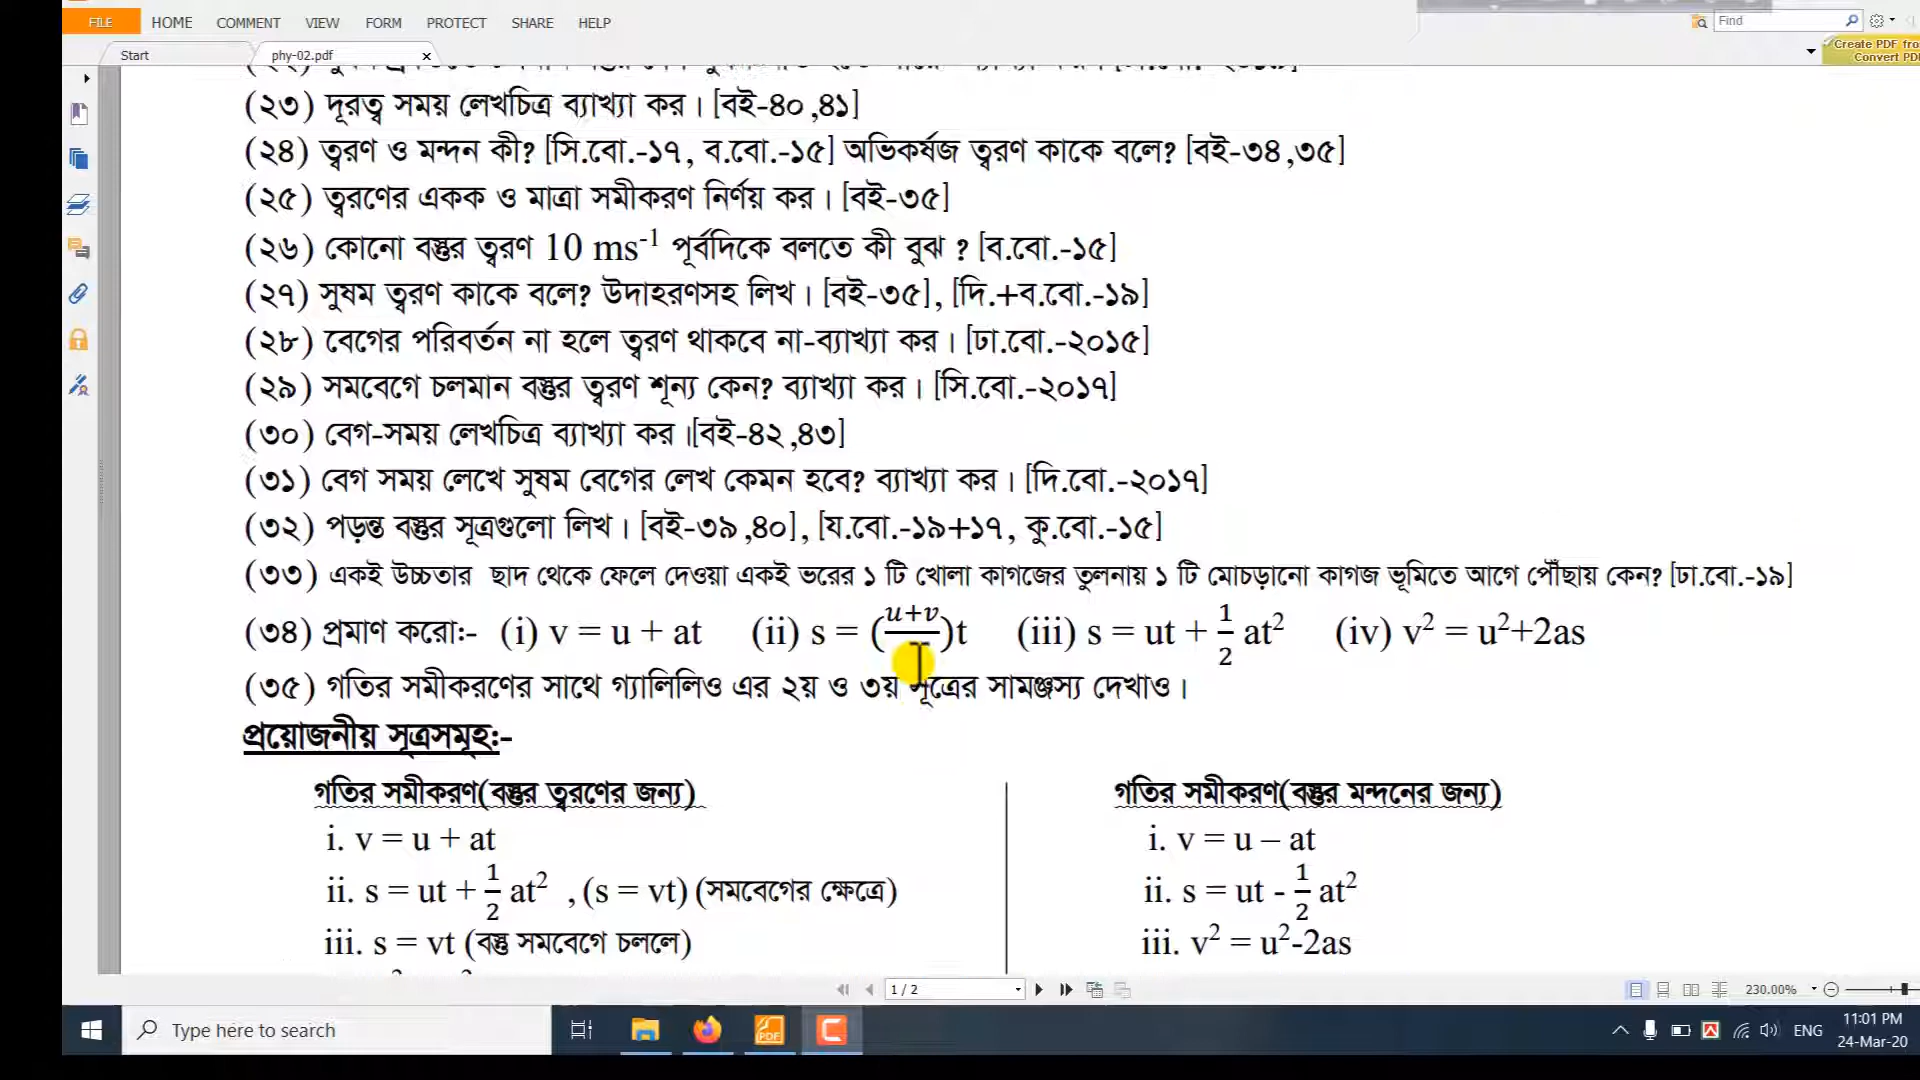 FILE HOME COMMENT VIEW FORM PROTECT SHARE HELP Find
Create PDF fro
Convert PDF
Start phy-02.pdf
(২৩) দূরত্ব সময় লেখচিত্র ব্যাখ্যা কর। [বই-৪০,৪১]
(২৪) ত্বরণ ও মন্দন কী? [সি.বো.-১৭, ব.বো.-১৫] অভিকর্ষজ ত্বরণ কাকে বলে? [বই-৩৪,৩৫]
(২৫) ত্বরণের একক ও মাত্রা সমীকরণ নির্ণয় কর। [বই-৩৫]
(২৬) কোনো বস্তুর ত্বরণ 10 ms⁻¹ পূর্বদিকে বলতে কী বুঝ ? [ব.বো.-১৫]
(২৭) সুষম ত্বরণ কাকে বলে? উদাহরণসহ লিখ। [বই-৩৫], [দি.+ব.বো.-১৯]
(২৮) বেগের পরিবর্তন না হলে ত্বরণ থাকবে না-ব্যাখ্যা কর। [ঢা.বো.-২০১৫]
(২৯) সমবেগে চলমান বস্তুর ত্বরণ শূন্য কেন? ব্যাখ্যা কর। [সি.বো.-২০১৭]
(৩০) বেগ-সময় লেখচিত্র ব্যাখ্যা কর।[বই-৪২,৪৩]
(৩১) বেগ সময় লেখে সুষম বেগের লেখ কেমন হবে? ব্যাখ্যা কর। [দি.বো.-২০১৭]
(৩২) পড়ন্ত বস্তুর সূত্রগুলো লিখ। [বই-৩৯,৪০], [য.বো.-১৯+১৭, কু.বো.-১৫]
(৩৩) একই উচ্চতার ছাদ থেকে ফেলে দেওয়া একই ভরের ১ টি খোলা কাগজের তুলনায় ১ টি মোচড়ানো কাগজ ভূমিতে আগে পৌঁছায় কেন? [ঢা.বো.-১৯]
(৩৪) প্রমাণ করো:- (i) v = u + at (ii) s = (u+v/)t (iii) s = ut + 1/2 at² (iv) v² = u²+2as
(৩৫) গতির সমীকরণের সাথে গ্যালিলিও এর ২য় ও ৩য় সূত্রের সামঞ্জস্য দেখাও।
প্রয়োজনীয় সূত্রসমূহ:-
গতির সমীকরণ(বস্তুর ত্বরণের জন্য)
i. v = u + at
ii. s = ut + 1/2 at² , (s = vt) (সমবেগের ক্ষেত্রে)
iii. s = vt (বস্তু সমবেগে চললে)
গতির সমীকরণ(বস্তুর মন্দনের জন্য)
i. v = u – at
ii. s = ut - 1/2 at²
iii. v² = u²-2as
1 / 2 230.00%
Type here to search ENG 11:01 PM
24-Mar-20